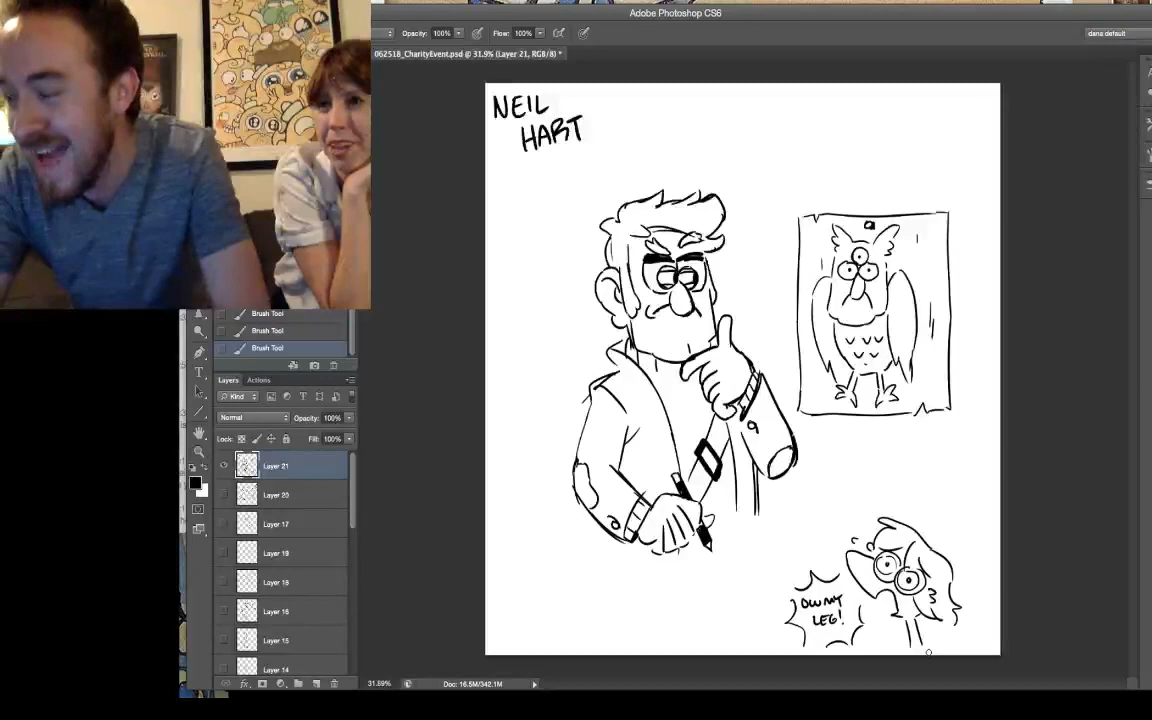 Adobe Photoshop CS6
Opacity: 100% Flow: 100% dana default
062518_CharityEvent.psd @ 31.9% (Layer 21, RGB/8) *
NEIL
HART
OW MY
LEG!
Brush Tool
Brush Tool
Brush Tool
Layers Actions
Kind
Normal Opacity: 100%
Lock: Fill: 100%
Layer 21
Layer 20
Layer 17
Layer 19
Layer 18
Layer 16
Layer 15
Layer 14
31.89% Doc: 16.5M/342.1M